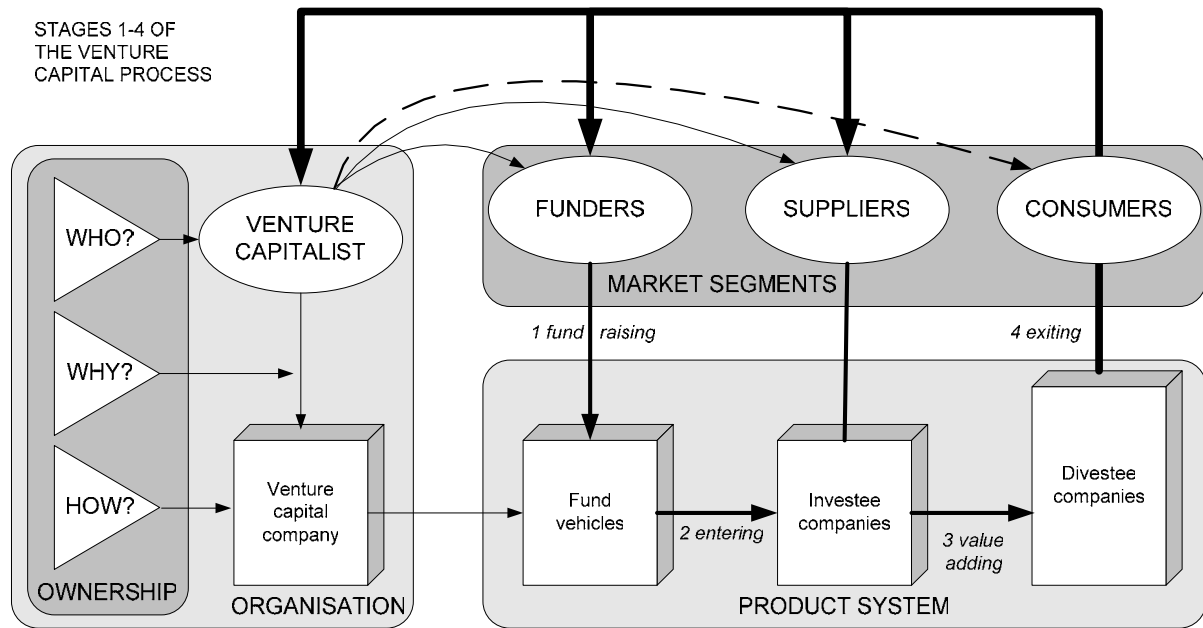 STAGES 1-4 OF
THE VENTURE
CAPITAL PROCESS
WHO?
VENTURE
CAPITALIST
FUNDERS
SUPPLIERS
CONSUMERS
MARKET SEGMENTS
1 fund raising
4 exiting
WHY?
HOW?
Venture
capital
company
Fund
vehicles
2 entering
Investee
companies
3 value
adding
Divestee
companies
OWNERSHIP
ORGANISATION
PRODUCT SYSTEM